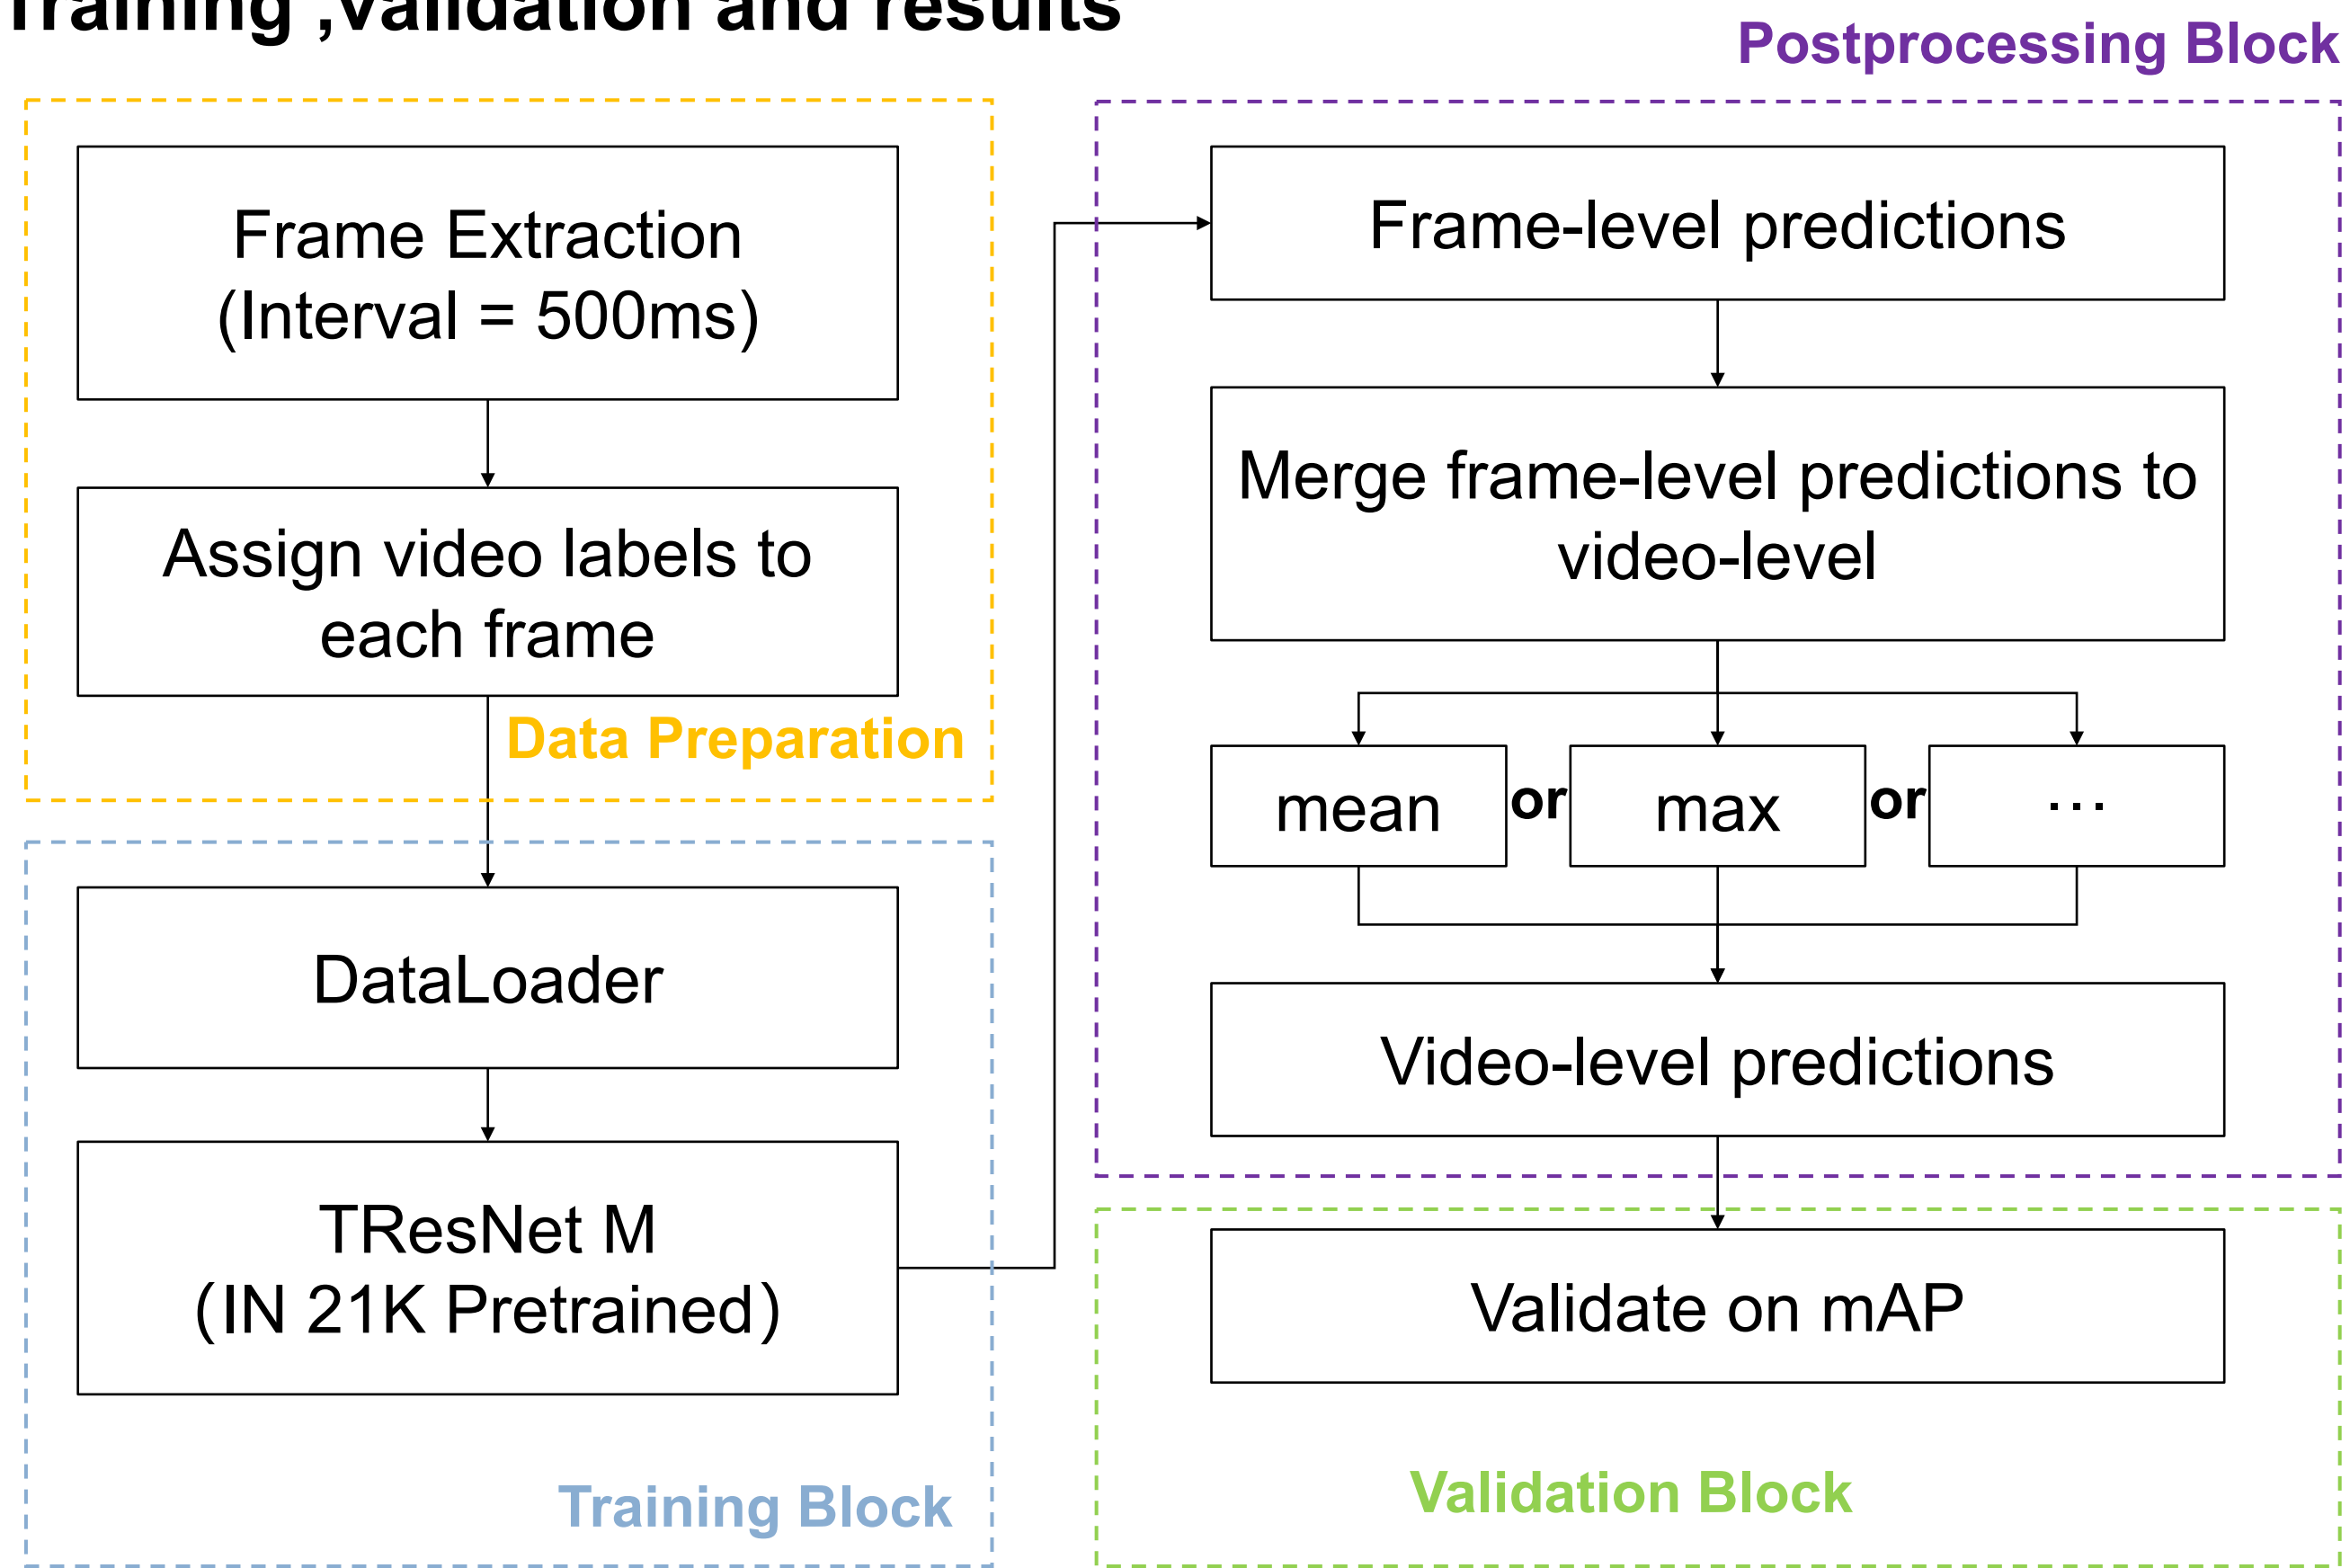 Training ,validation and results
Postprocessing Block
Frame Extraction
(Interval = 500ms)
Assign video labels to
each frame
Data Preparation
DataLoader
TResNet M
(IN 21K Pretrained)
Training Block
Frame-level predictions
Merge frame-level predictions to
video-level
mean or max or ...
Video-level predictions
Validate on mAP
Validation Block